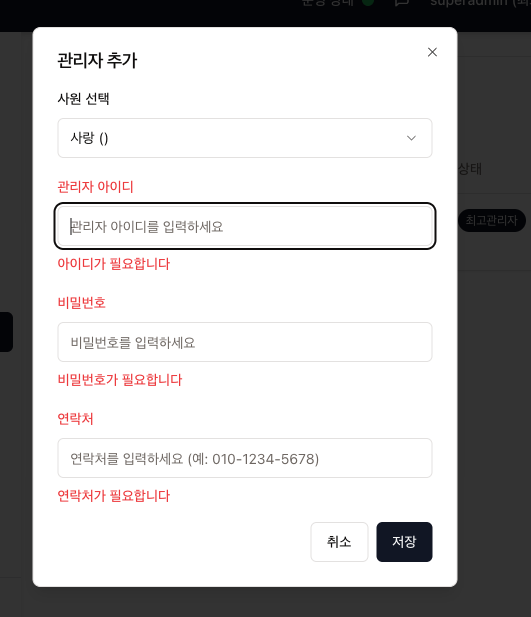 운영 상태
superadmin (최
관리자 추가
사원 선택
사랑 ()
상태
관리자 아이디
관리자 아이디를 입력하세요
최고관리자
아이디가 필요합니다
비밀번호
비밀번호를 입력하세요
비밀번호가 필요합니다
연락처
연락처를 입력하세요 (예: 010-1234-5678)
연락처가 필요합니다
취소
저장